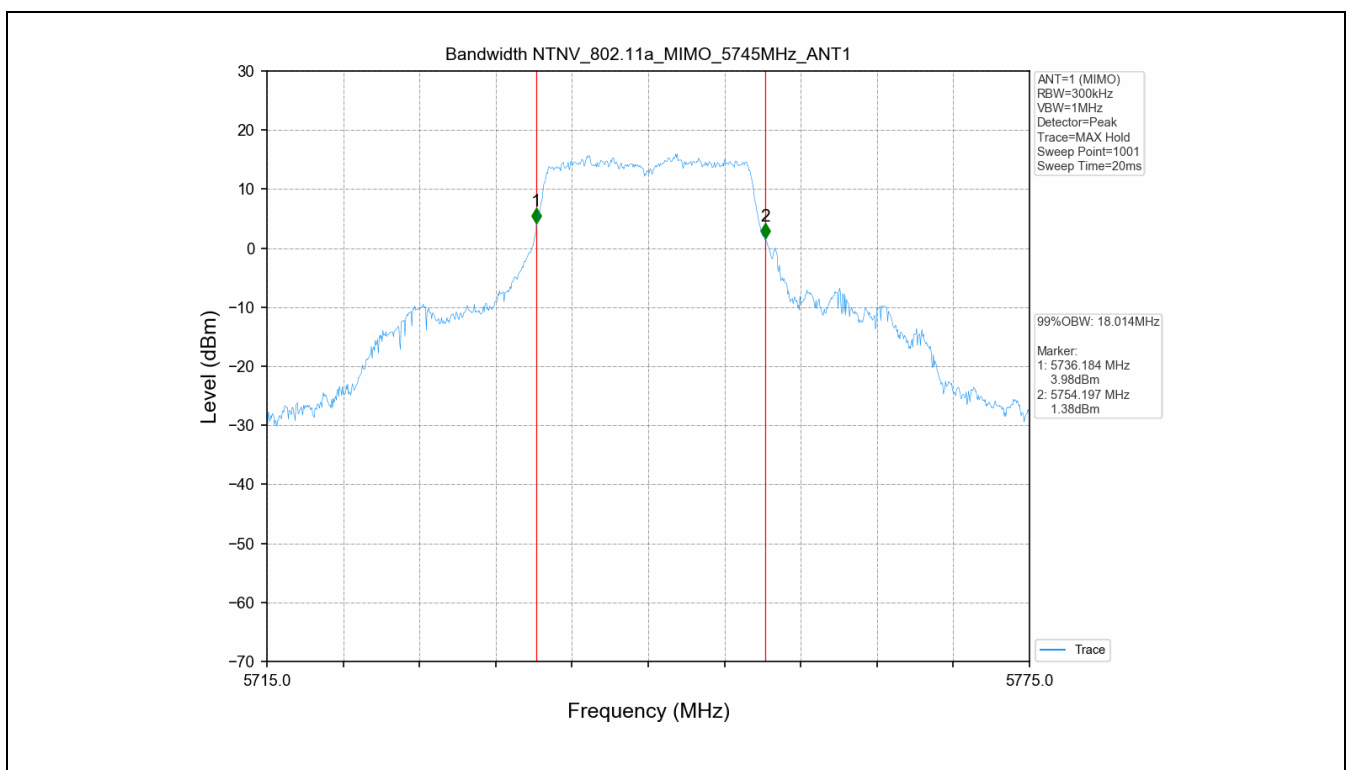 Bandwidth NTNV_802.11a_MIMO_5745MHz_ANT1
30
20
10
0
−10
−20
−30
−40
−50
−60
−70
Level (dBm)
1
2
5715.0
5775.0
Frequency (MHz)
ANT=1 (MIMO)
RBW=300kHz
VBW=1MHz
Detector=Peak
Trace=MAX Hold
Sweep Point=1001
Sweep Time=20ms
99%OBW: 18.014MHz
Marker:
1: 5736.184 MHz
3.98dBm
2: 5754.197 MHz
1.38dBm
Trace